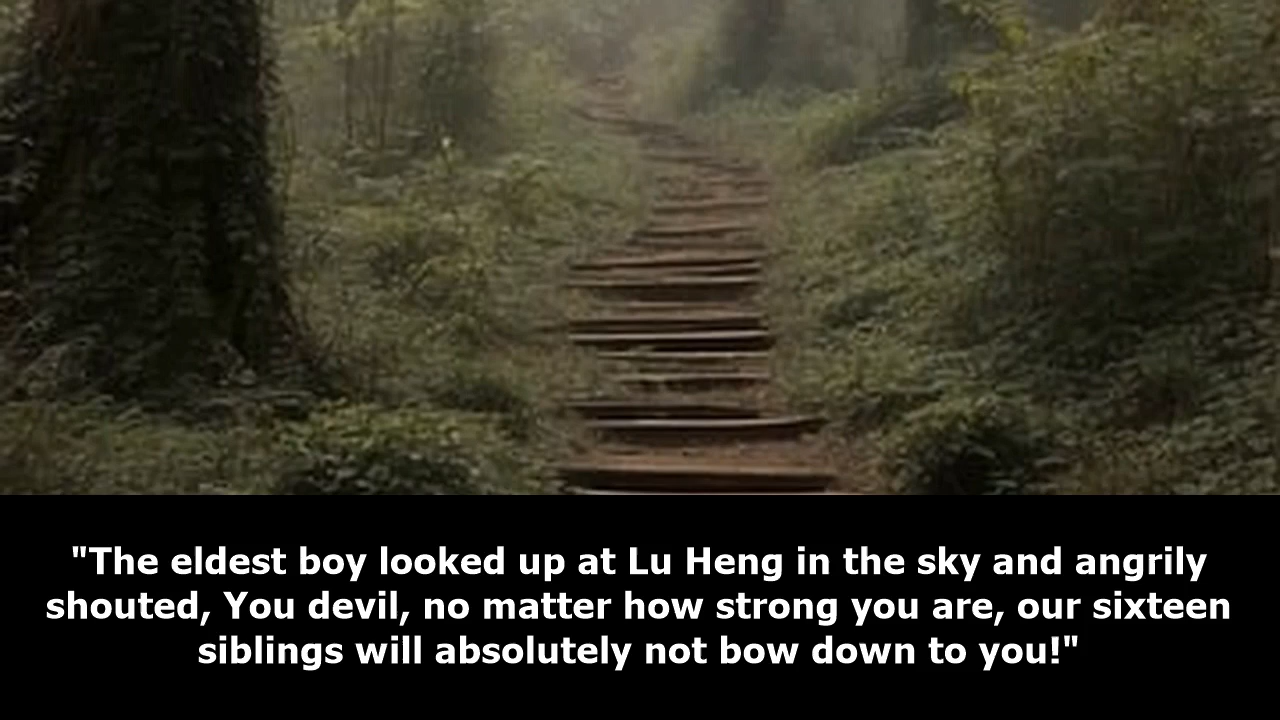 "The eldest boy looked up at Lu Heng in the sky and angrily
shouted, You devil, no matter how strong you are, our sixteen
siblings will absolutely not bow down to you!"